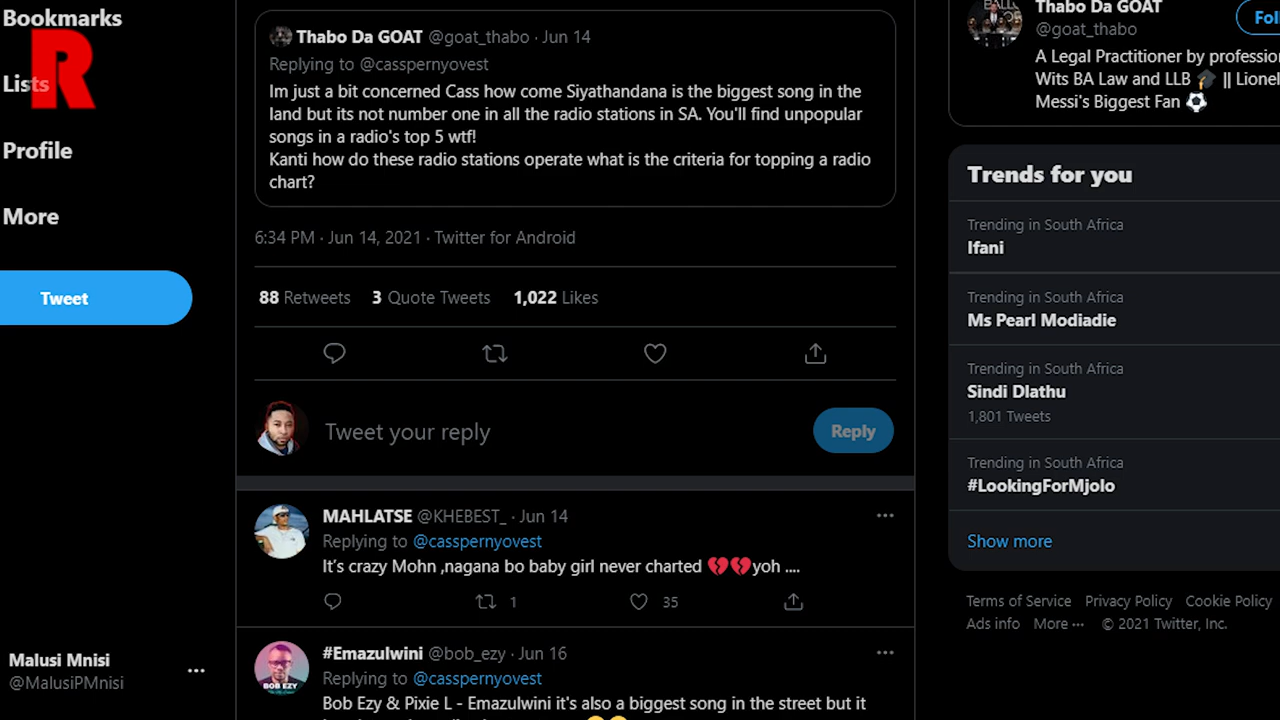 Bookmarks
R
Lists
Profile
More
Tweet
Malusi Mnisi
@MalusiPMnisi
Thabo Da GOAT @goat_thabo · Jun 14
Replying to @casspernyovest
Im just a bit concerned Cass how come Siyathandana is the biggest song in the
land but its not number one in all the radio stations in SA. You'll find unpopular
songs in a radio's top 5 wtf!
Kanti how do these radio stations operate what is the criteria for topping a radio
chart?
6:34 PM · Jun 14, 2021 · Twitter for Android
88 Retweets 3 Quote Tweets 1,022 Likes
Tweet your reply
Reply
MAHLATSE @KHEBEST_ · Jun 14
Replying to @casspernyovest
It's crazy Mohn ,nagana bo baby girl never charted 💔💔yoh ....
1 35
#Emazulwini @bob_ezy · Jun 16
Replying to @casspernyovest
Bob Ezy & Pixie L - Emazulwini it's also a biggest song in the street but it
BOB EZY
Thabo Da GOAT
@goat_thabo
Fol
A Legal Practitioner by profession
Wits BA Law and LLB 🎓 || Lionel
Messi's Biggest Fan ⚽
Trends for you
Trending in South Africa
Ifani
Trending in South Africa
Ms Pearl Modiadie
Trending in South Africa
Sindi Dlathu
1,801 Tweets
Trending in South Africa
#LookingForMjolo
Show more
Terms of Service Privacy Policy Cookie Policy
Ads info More ··· © 2021 Twitter, Inc.